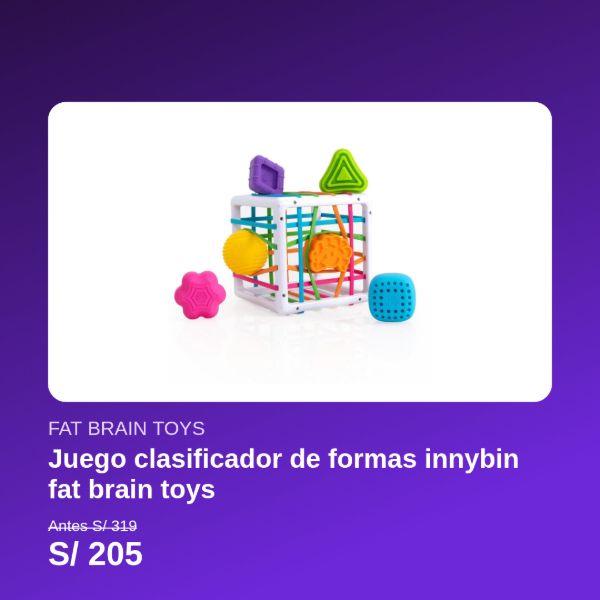 FAT BRAIN TOYS
Juego clasificador de formas innybin
fat brain toys
Antes S/ 319
S/ 205